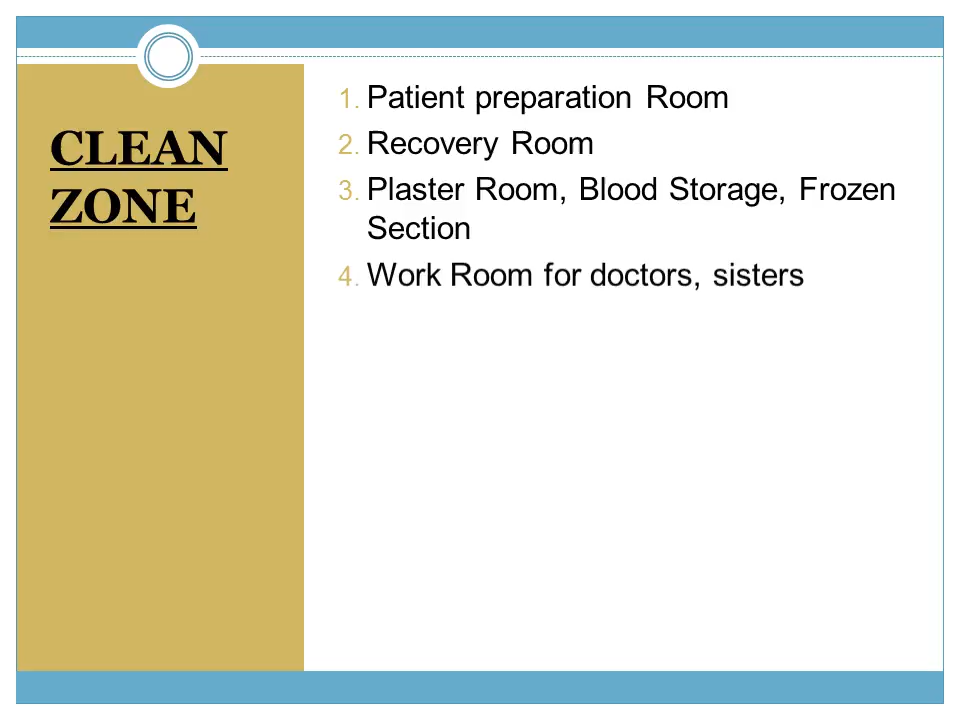 CLEAN
ZONE
1. Patient preparation Room
2. Recovery Room
3. Plaster Room, Blood Storage, Frozen
Section
4. Work Room for doctors, sisters